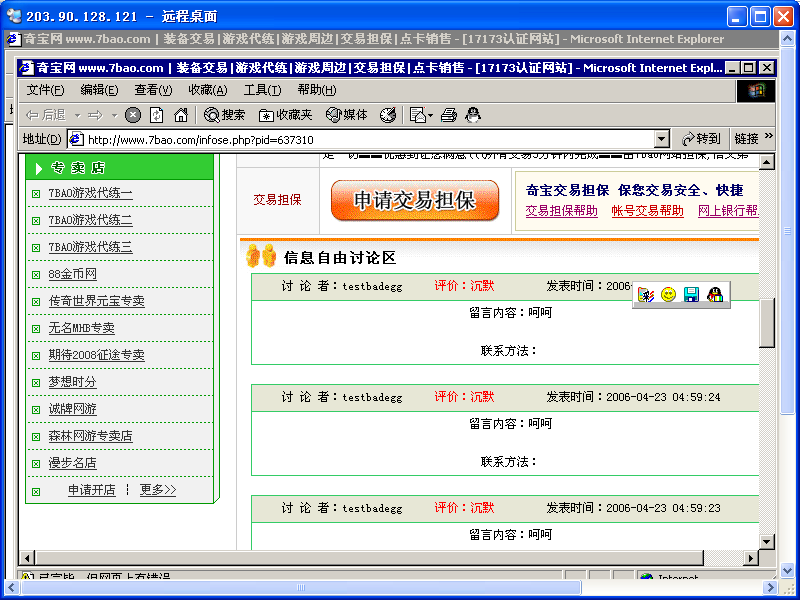 203.90.128.121 - 远程桌面
奇宝网 www.7bao.com | 装备交易|游戏代练|游戏周边|交易担保|点卡销售 - [17173认证网站] - Microsoft Internet Explorer
奇宝网 www.7bao.com | 装备交易|游戏代练|游戏周边|交易担保|点卡销售 - [17173认证网站] - Microsoft Internet Expl...
文件(F) 编辑(E) 查看(V) 收藏(A) 工具(T) 帮助(H)
后退 搜索 收藏夹 媒体
地址(D) http://www.7bao.com/infose.php?pid=637310 转到 链接 »
专 卖 店
7BAO游戏代练一
7BAO游戏代练二
7BAO游戏代练三
88金币网
传奇世界元宝专卖
无名MHB专卖
期待2008征途专卖
梦想时分
诚牌网游
森林网游专卖店
漫步名店
申请开店 ┆ 更多>>
交易担保
申请交易担保
奇宝交易担保 保您交易安全、快捷
交易担保帮助 帐号交易帮助 网上银行帮
信息自由讨论区
讨 论 者：testbadegg 评价：沉默 发表时间：2006-
留言内容：呵呵
联系方法：
讨 论 者：testbadegg 评价：沉默 发表时间：2006-04-23 04:59:24
留言内容：呵呵
联系方法：
讨 论 者：testbadegg 评价：沉默 发表时间：2006-04-23 04:59:23
留言内容：呵呵
已完毕，但网页上有错误。 Internet